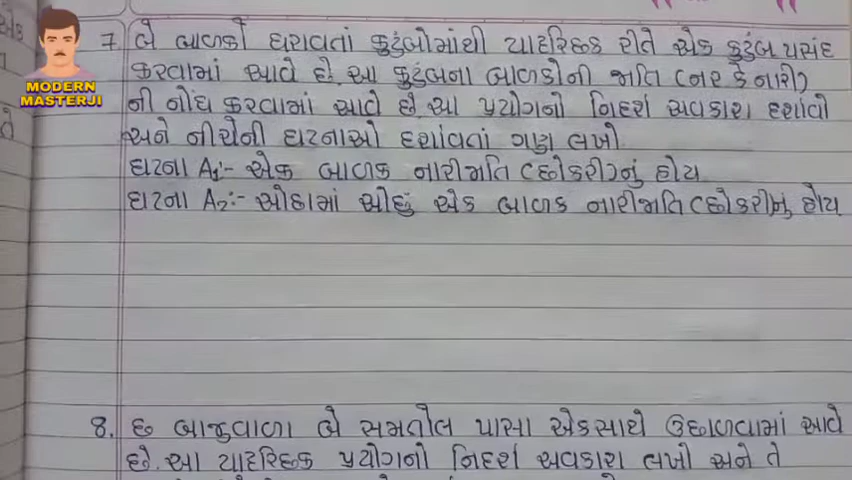 MODERN
MASTERJI
7 બે બાળકો ધરાવતાં કુટુંબોમાંથી યાદચ્છિક રીતે એક કુટુંબ પસંદ
કરવામાં આવે છે. આ કુટુંબના બાળકોની જાતિ (નર કે નારી)
ની નોંધ કરવામાં આવે છે. આ પ્રયોગનો નિદર્શ અવકાશ દર્શાવો
અને નીચેની ઘટનાઓ દર્શાવતાં ગણ લખો.
ઘટના A₁:- એક બાળક નારીજાતિ (છોકરી)નું હોય
ઘટના A₂:- ઓછામાં ઓછું એક બાળક નારીજાતિ (છોકરી)નું હોય
8. છ બાજુવાળા બે સમતોલ પાસા એકસાથે ઉછાળવામાં આવે
છે. આ યાદચ્છિક પ્રયોગનો નિદર્શ અવકાશ લખો અને તે